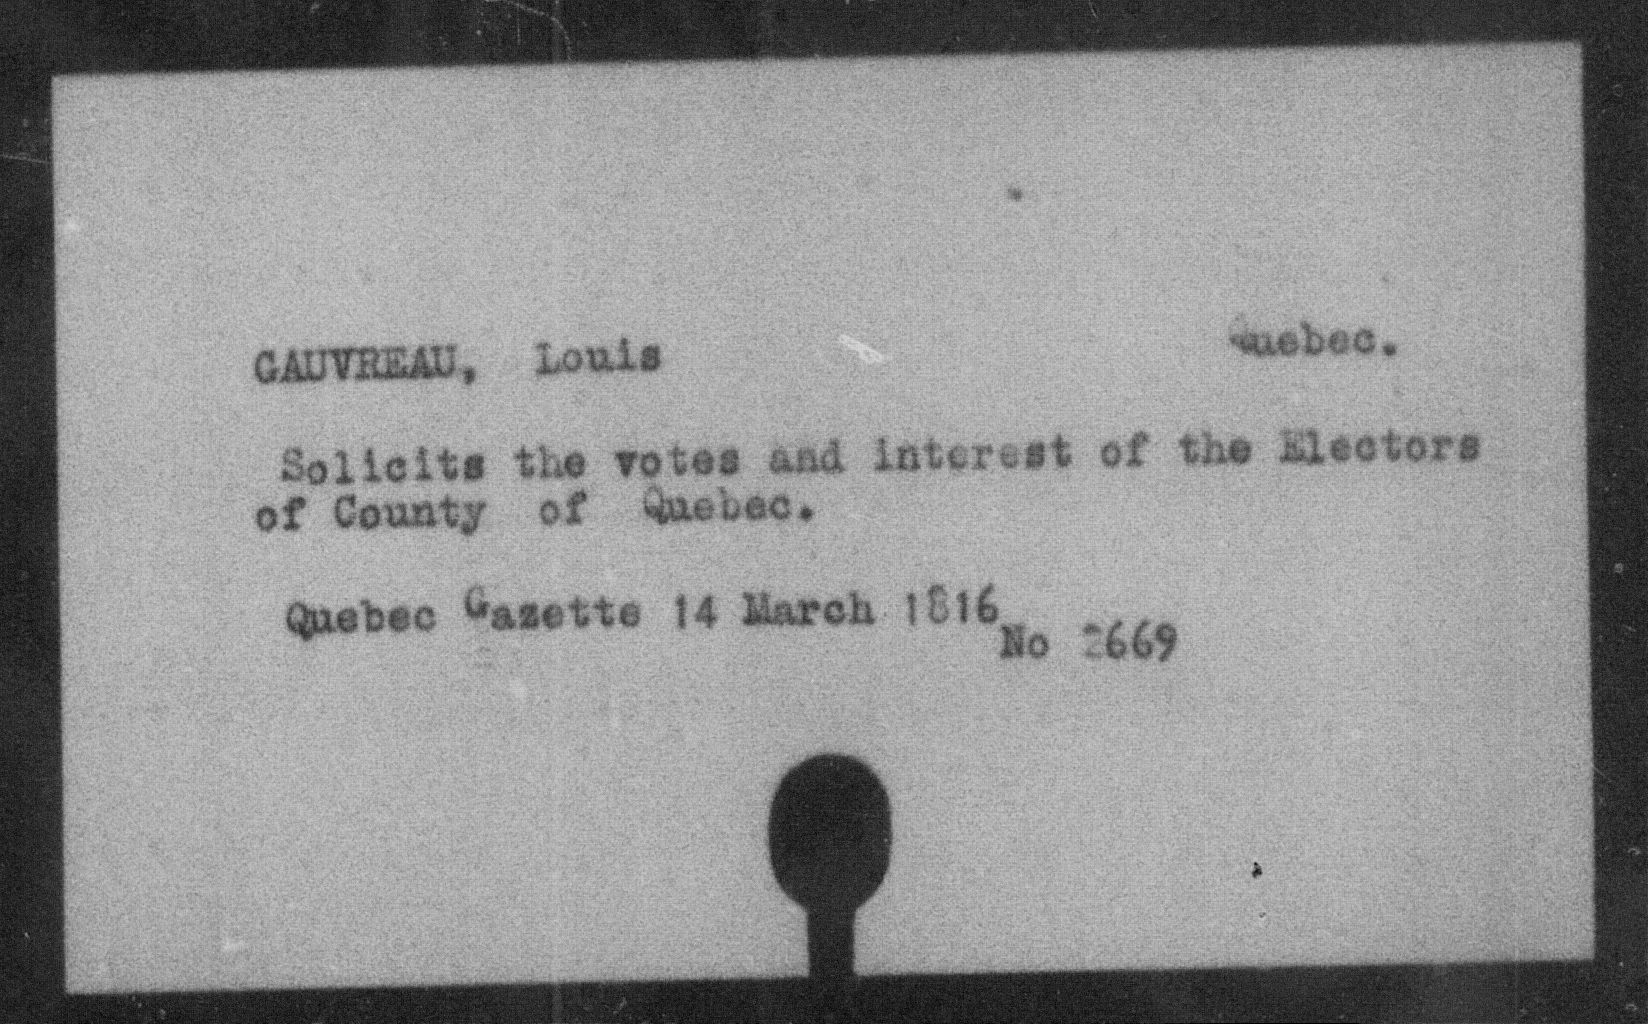 GAUVREAU, Louis Quebec.
Solicits the votes and interest of the Electors
of County of Quebec.
Quebec Gazette 14 March 1816
No 2669